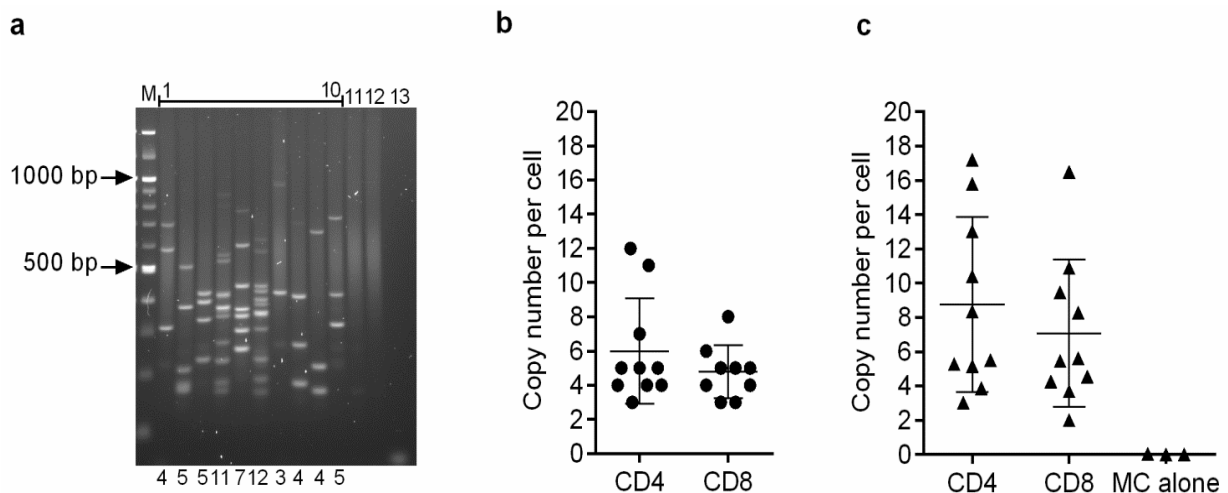 a
M 1 10 11 12 13
1000 bp
500 bp
4 5 5 11 7 12 3 4 4 5
b
Copy number per cell
20
18
16
14
12
10
8
6
4
2
0
CD4 CD8
c
Copy number per cell
20
18
16
14
12
10
8
6
4
2
0
CD4 CD8 MC alone